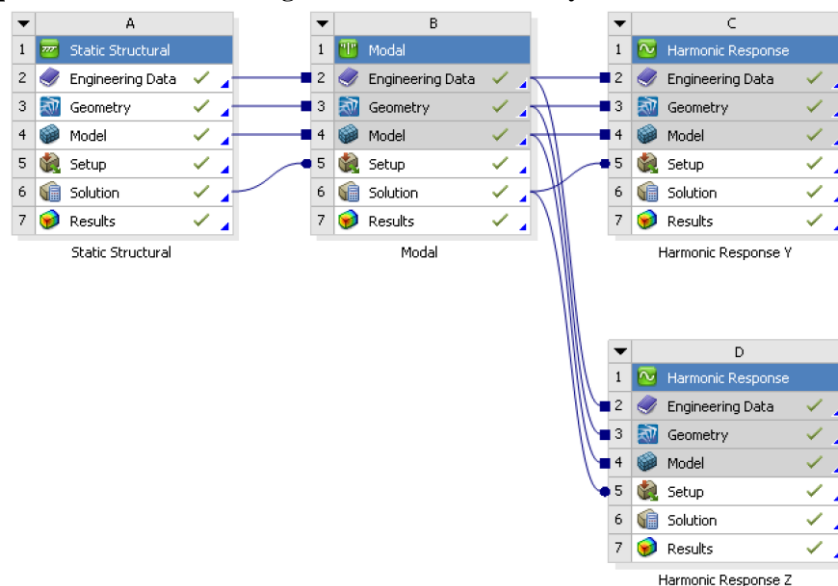 A
1 Static Structural
2 Engineering Data
3 Geometry
4 Model
5 Setup
6 Solution
7 Results
Static Structural
B
1 Modal
2 Engineering Data
3 Geometry
4 Model
5 Setup
6 Solution
7 Results
Modal
C
1 Harmonic Response
2 Engineering Data
3 Geometry
4 Model
5 Setup
6 Solution
7 Results
Harmonic Response Y
D
1 Harmonic Response
2 Engineering Data
3 Geometry
4 Model
5 Setup
6 Solution
7 Results
Harmonic Response Z